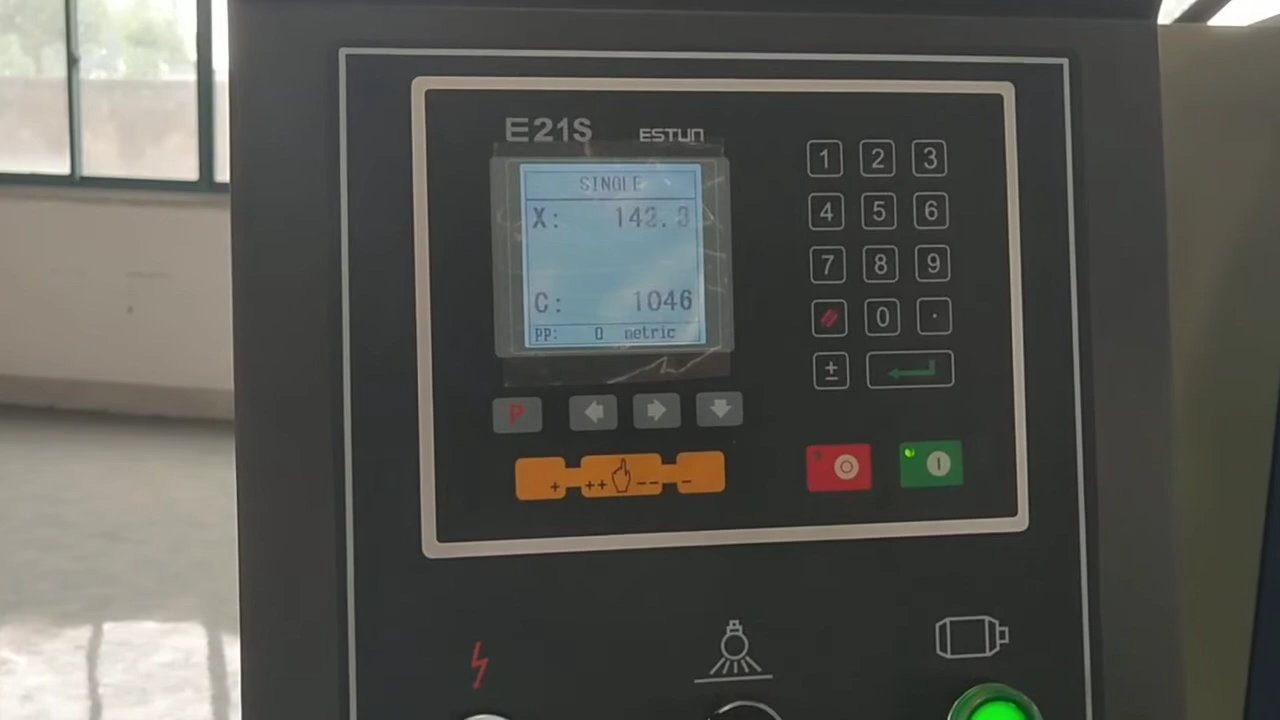 E21S ESTUN
SINGLE
X: 142.3
C: 1046
PP: 0 metric
1 2 3
4 5 6
7 8 9
0 .
±
P
+ ++ -- -